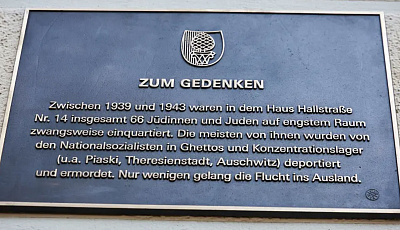 ZUM GEDENKEN
Zwischen 1939 und 1943 waren in dem Haus Hallstraße
Nr. 14 insgesamt 66 Jüdinnen und Juden auf engstem Raum
zwangsweise einquartiert. Die meisten von ihnen wurden von
den Nationalsozialisten in Ghettos und Konzentrationslager
(u.a. Piaski, Theresienstadt, Auschwitz) deportiert
und ermordet. Nur wenigen gelang die Flucht ins Ausland.